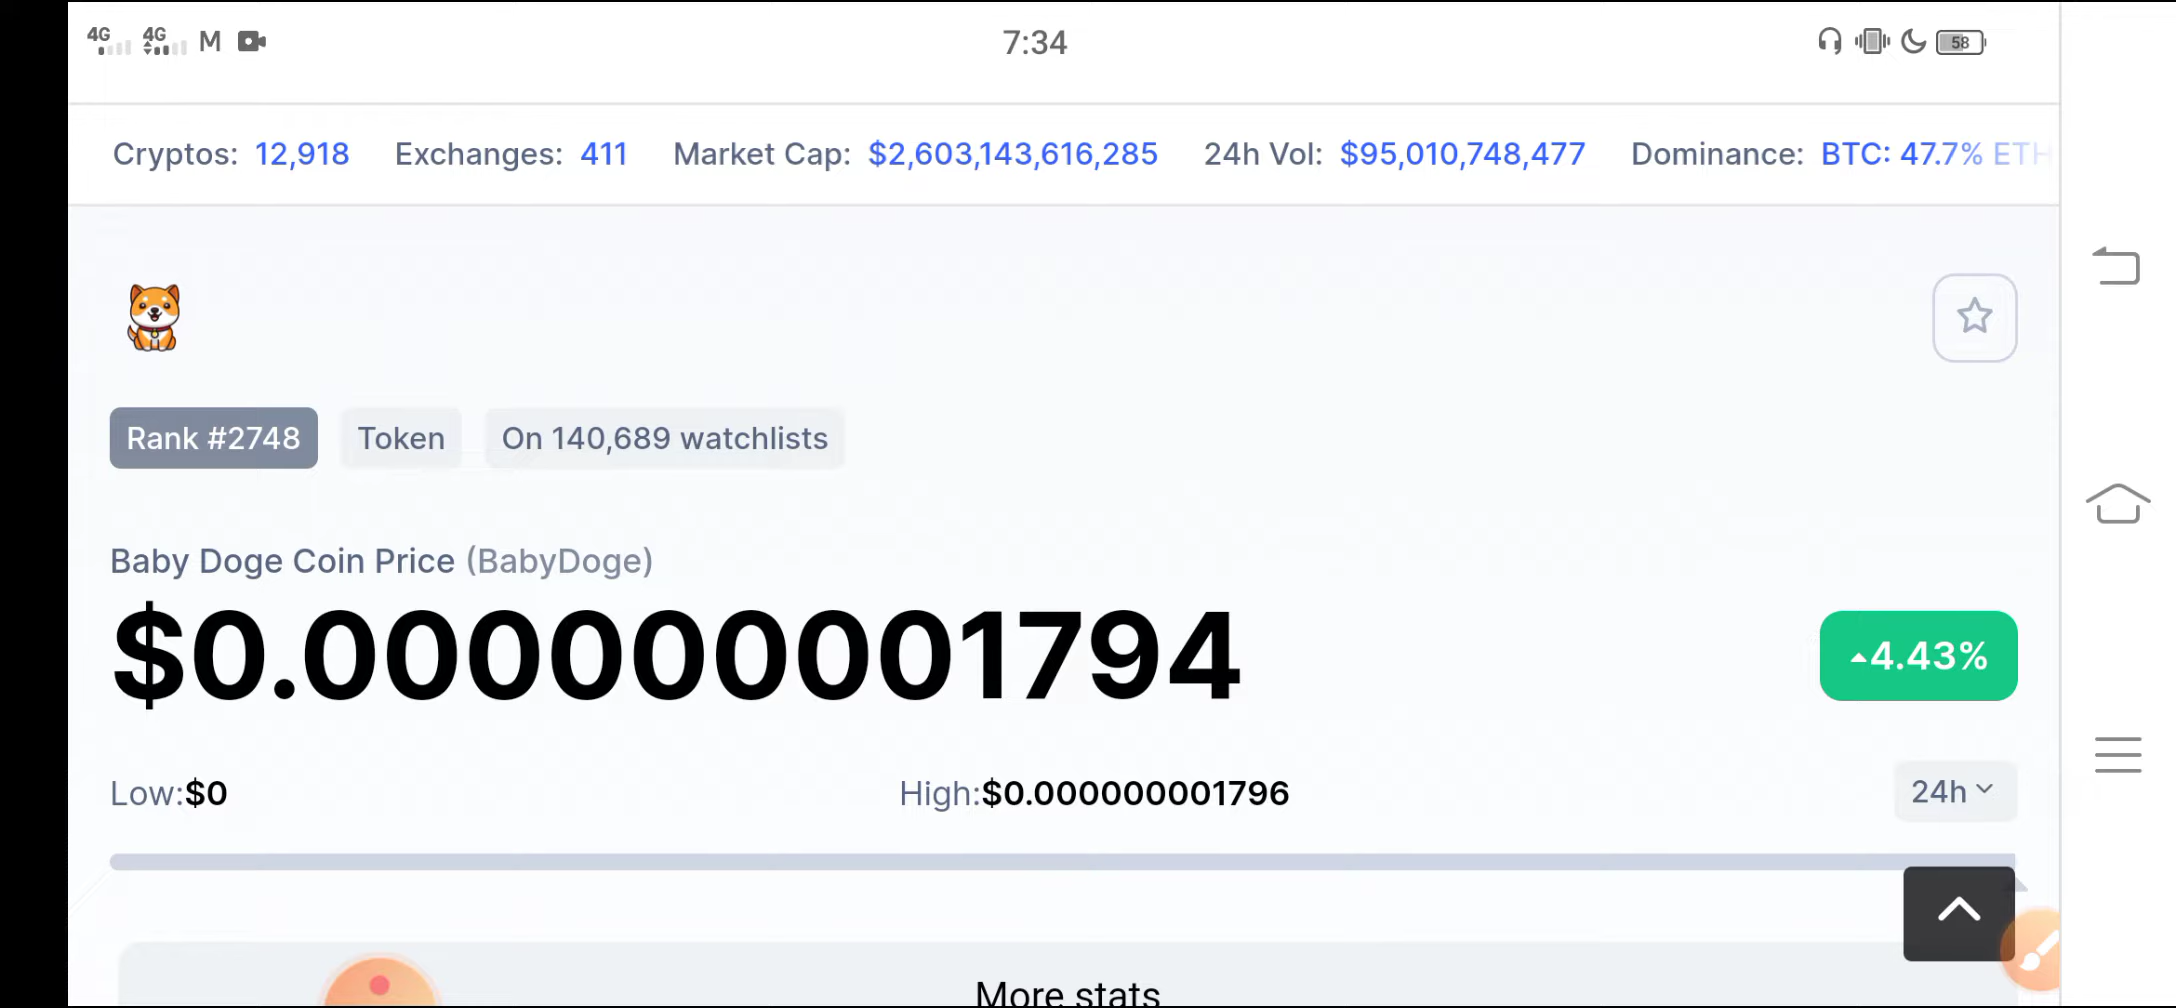 4G 4G M 7:34 58
Cryptos: 12,918 Exchanges: 411 Market Cap: $2,603,143,616,285 24h Vol: $95,010,748,477 Dominance: BTC: 47.7% ETH
Rank #2748 Token On 140,689 watchlists
Baby Doge Coin Price (BabyDoge)
$0.000000001794 4.43%
Low:$0 High:$0.000000001796 24h
More stats